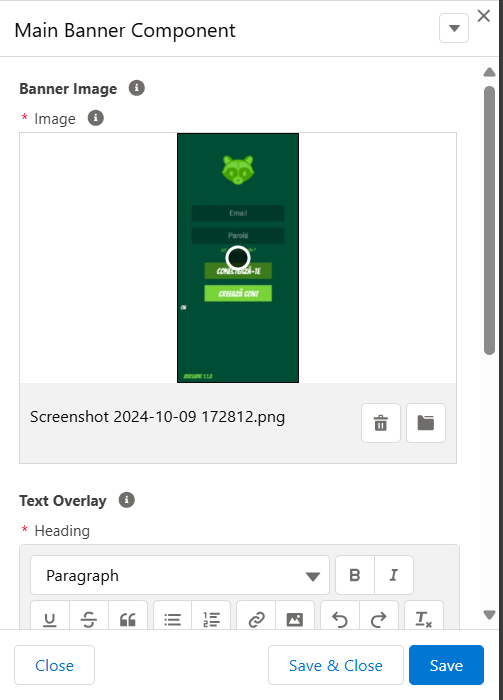 Main Banner Component
Banner Image
* Image
Email
Parolă
CONECTEAZĂ-TE
CREEAZĂ CONT
Screenshot 2024-10-09 172812.png
Text Overlay
* Heading
Paragraph
B I
U S
Close
Save & Close
Save